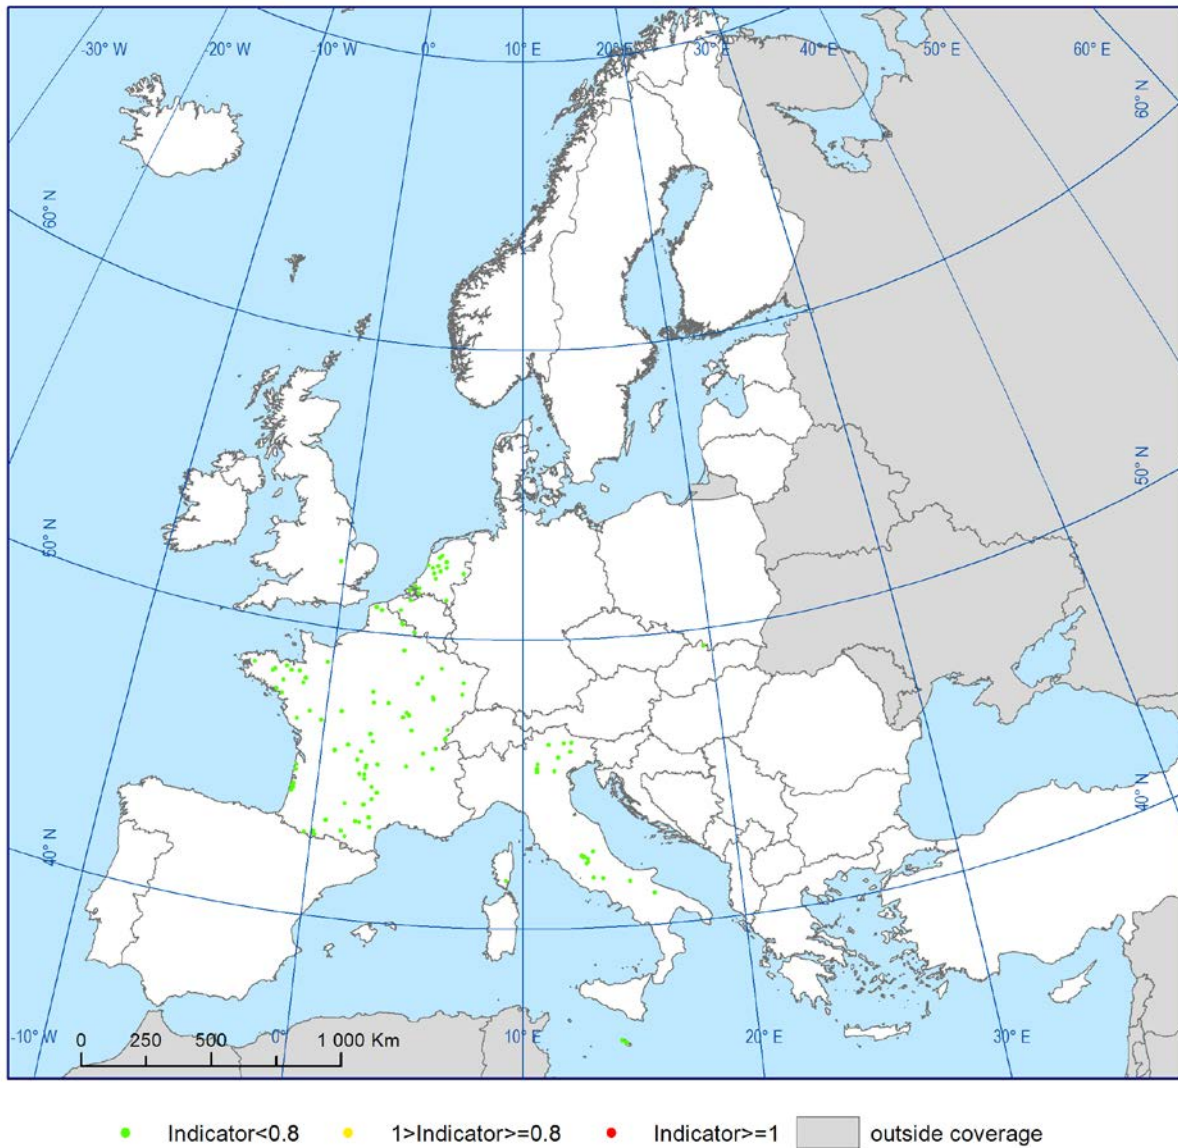 -30° W -20° W -10° W 0° 10° E 20° E 30° E 40° E 50° E 60° E
60° N
60° N
50° N
50° N
40° N
40° N
-10° W 0° 10° E 20° E 30° E
0 250 500 1 000 Km
Indicator<0.8 1>Indicator>=0.8 Indicator>=1 outside coverage